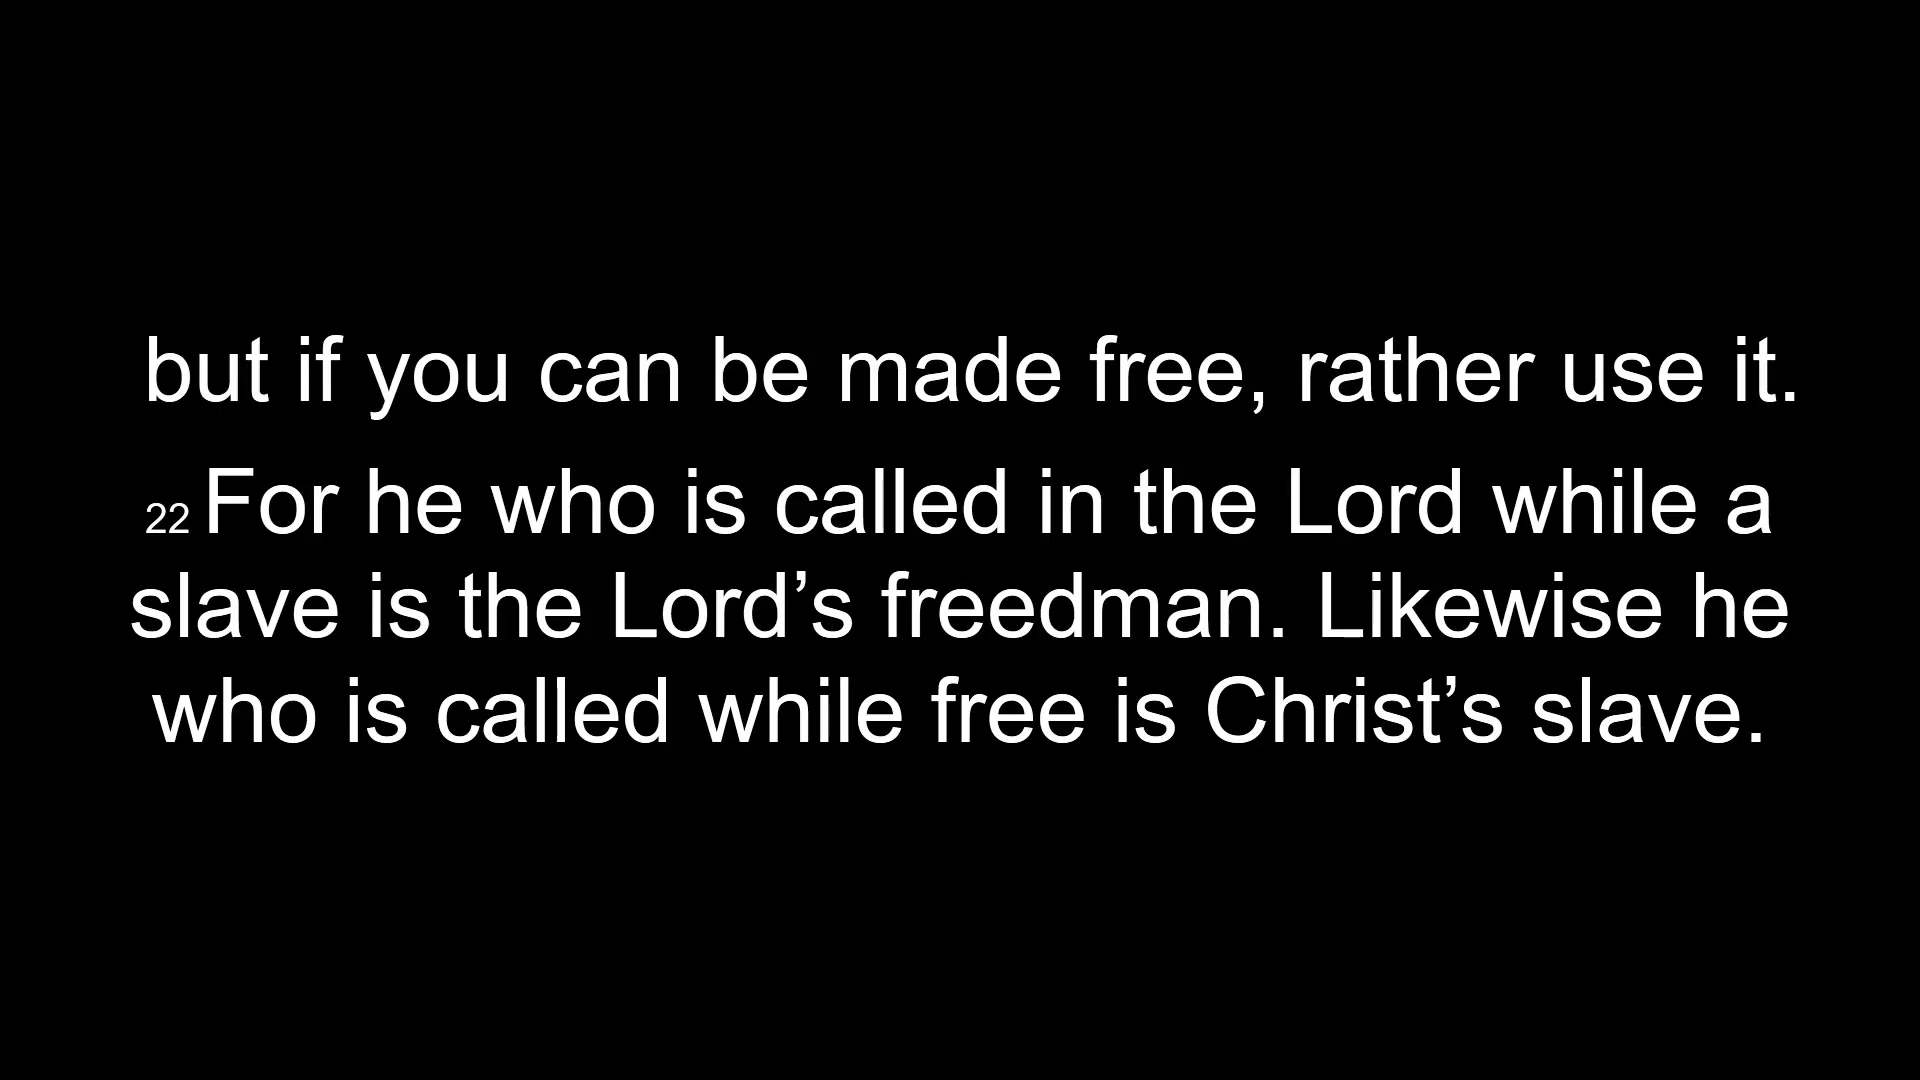 but if you can be made free, rather use it.
22 For he who is called in the Lord while a
slave is the Lord’s freedman. Likewise he
who is called while free is Christ’s slave.